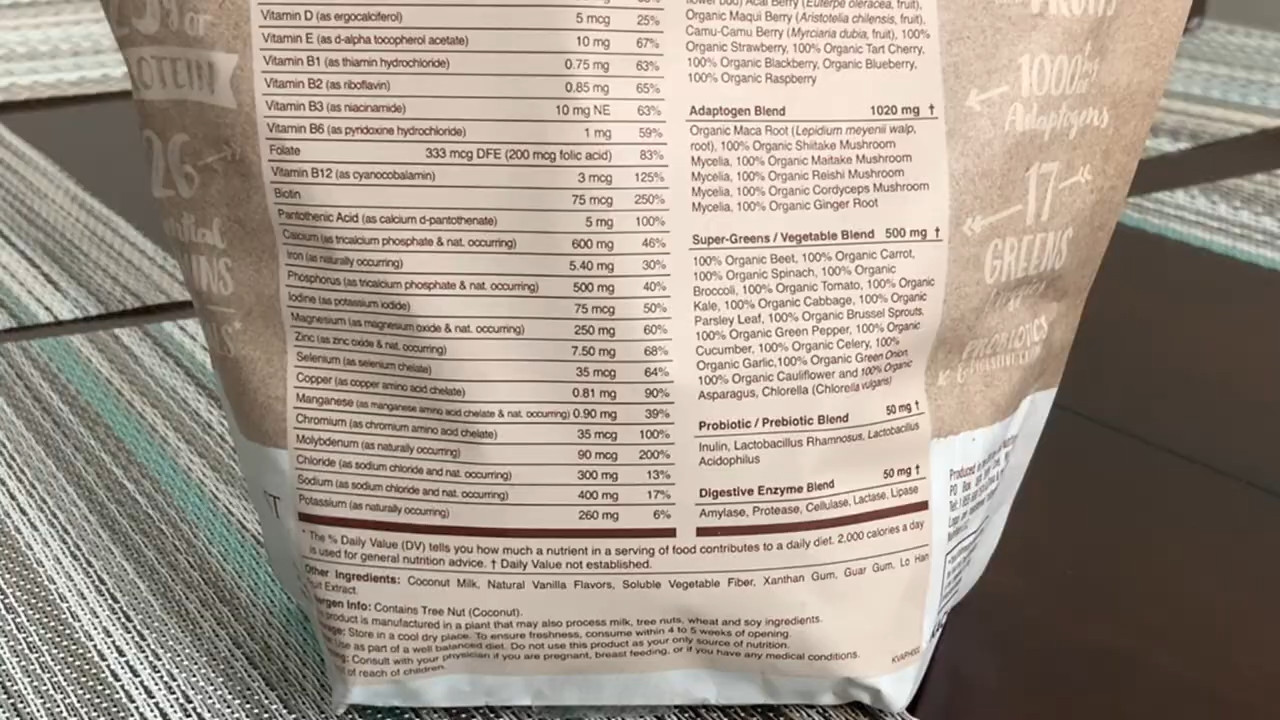 OTEIN
26
Vitamin D (as ergocalciferol) 5 mcg 25%
Vitamin E (as d-alpha tocopherol acetate) 10 mg 67%
Vitamin B1 (as thiamin hydrochloride) 0.75 mg 63%
Vitamin B2 (as riboflavin) 0.85 mg 65%
Vitamin B3 (as niacinamide) 10 mg NE 63%
Vitamin B6 (as pyridoxine hydrochloride) 1 mg 59%
Folate 333 mcg DFE (200 mcg folic acid) 83%
Vitamin B12 (as cyanocobalamin) 3 mcg 125%
Biotin 75 mcg 250%
Pantothenic Acid (as calcium d-pantothenate) 5 mg 100%
Calcium (as tricalcium phosphate & nat. occurring) 600 mg 46%
Iron (as naturally occurring) 5.40 mg 30%
Phosphorus (as tricalcium phosphate & nat. occurring) 500 mg 40%
Iodine (as potassium iodide) 75 mcg 50%
Magnesium (as magnesium oxide & nat. occurring) 250 mg 60%
Zinc (as zinc oxide & nat. occurring) 7.50 mg 68%
Selenium (as selenium chelate) 35 mcg 64%
Copper (as copper amino acid chelate) 0.81 mg 90%
Manganese (as manganese amino acid chelate & nat. occurring) 0.90 mg 39%
Chromium (as chromium amino acid chelate) 35 mcg 100%
Molybdenum (as naturally occurring) 90 mcg 200%
Chloride (as sodium chloride and nat. occurring) 300 mg 13%
Sodium (as sodium chloride and nat. occurring) 400 mg 17%
Potassium (as naturally occurring) 260 mg 6%
Acai Berry (Euterpe oleracea, fruit),
Organic Maqui Berry (Aristotelia chilensis, fruit),
Camu-Camu Berry (Myrciaria dubia, fruit), 100%
Organic Strawberry, 100% Organic Tart Cherry,
100% Organic Blackberry, Organic Blueberry,
100% Organic Raspberry
Adaptogen Blend 1020 mg †
Organic Maca Root (Lepidium meyenii walp,
root), 100% Organic Shiitake Mushroom
Mycelia, 100% Organic Maitake Mushroom
Mycelia, 100% Organic Reishi Mushroom
Mycelia, 100% Organic Cordyceps Mushroom
Mycelia, 100% Organic Ginger Root
Super-Greens / Vegetable Blend 500 mg †
100% Organic Beet, 100% Organic Carrot,
100% Organic Spinach, 100% Organic
Broccoli, 100% Organic Tomato, 100% Organic
Kale, 100% Organic Cabbage, 100% Organic
Parsley Leaf, 100% Organic Brussel Sprouts,
100% Organic Green Pepper, 100% Organic
Cucumber, 100% Organic Celery, 100%
Organic Garlic,100% Organic Green Onion,
100% Organic Cauliflower and 100% Organic
Asparagus, Chlorella (Chlorella vulgaris)
Probiotic / Prebiotic Blend 50 mg †
Inulin, Lactobacillus Rhamnosus, Lactobacillus
Acidophilus
Digestive Enzyme Blend 50 mg †
Amylase, Protease, Cellulase, Lactase, Lipase
* The % Daily Value (DV) tells you how much a nutrient in a serving of food contributes to a daily diet. 2,000 calories a day
is used for general nutrition advice. † Daily Value not established.
Other Ingredients: Coconut Milk, Natural Vanilla Flavors, Soluble Vegetable Fiber, Xanthan Gum, Guar Gum, Lo Han
uit Extract.
ergen Info: Contains Tree Nut (Coconut).
product is manufactured in a plant that may also process milk, tree nuts, wheat and soy ingredients.
age: Store in a cool dry place. To ensure freshness, consume within 4 to 5 weeks of opening.
Use as part of a well balanced diet. Do not use this product as your only source of nutrition.
g: Consult with your physician if you are pregnant, breast feeding, or if you have any medical conditions.
of reach of children.
1000mg of
Adaptogens
17
GREENS
PROBIOTICS
Produced
PO Box